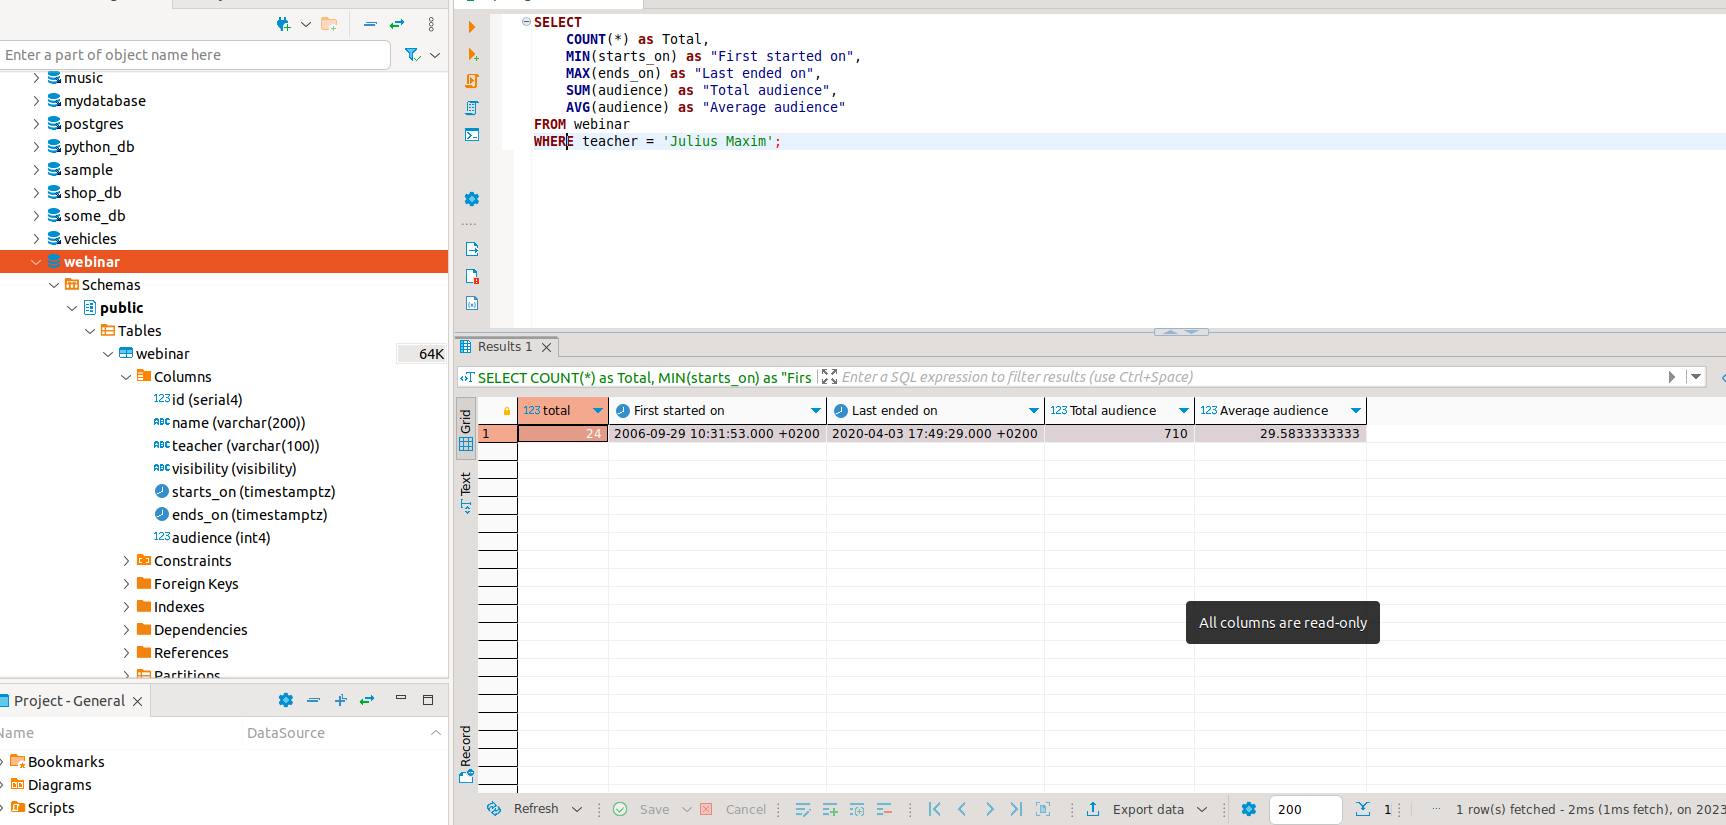 Enter a part of object name here
music
mydatabase
postgres
python_db
sample
shop_db
some_db
vehicles
webinar
Schemas
public
Tables
webinar 64K
Columns
123 id (serial4)
ABC name (varchar(200))
ABC teacher (varchar(100))
ABC visibility (visibility)
starts_on (timestamptz)
ends_on (timestamptz)
123 audience (int4)
Constraints
Foreign Keys
Indexes
Dependencies
References
Partitions
Project - General
Name DataSource
Bookmarks
Diagrams
Scripts
SELECT
COUNT(*) as Total,
MIN(starts_on) as "First started on",
MAX(ends_on) as "Last ended on",
SUM(audience) as "Total audience",
AVG(audience) as "Average audience"
FROM webinar
WHERE teacher = 'Julius Maxim';
Results 1
SELECT COUNT(*) as Total, MIN(starts_on) as "Firs Enter a SQL expression to filter results (use Ctrl+Space)
Grid
Text
Record
123 total First started on Last ended on 123 Total audience 123 Average audience
1 24 2006-09-29 10:31:53.000 +0200 2020-04-03 17:49:29.000 +0200 710 29.5833333333
All columns are read-only
Refresh Save Cancel Export data 200 1 ... 1 row(s) fetched - 2ms (1ms fetch), on 2023